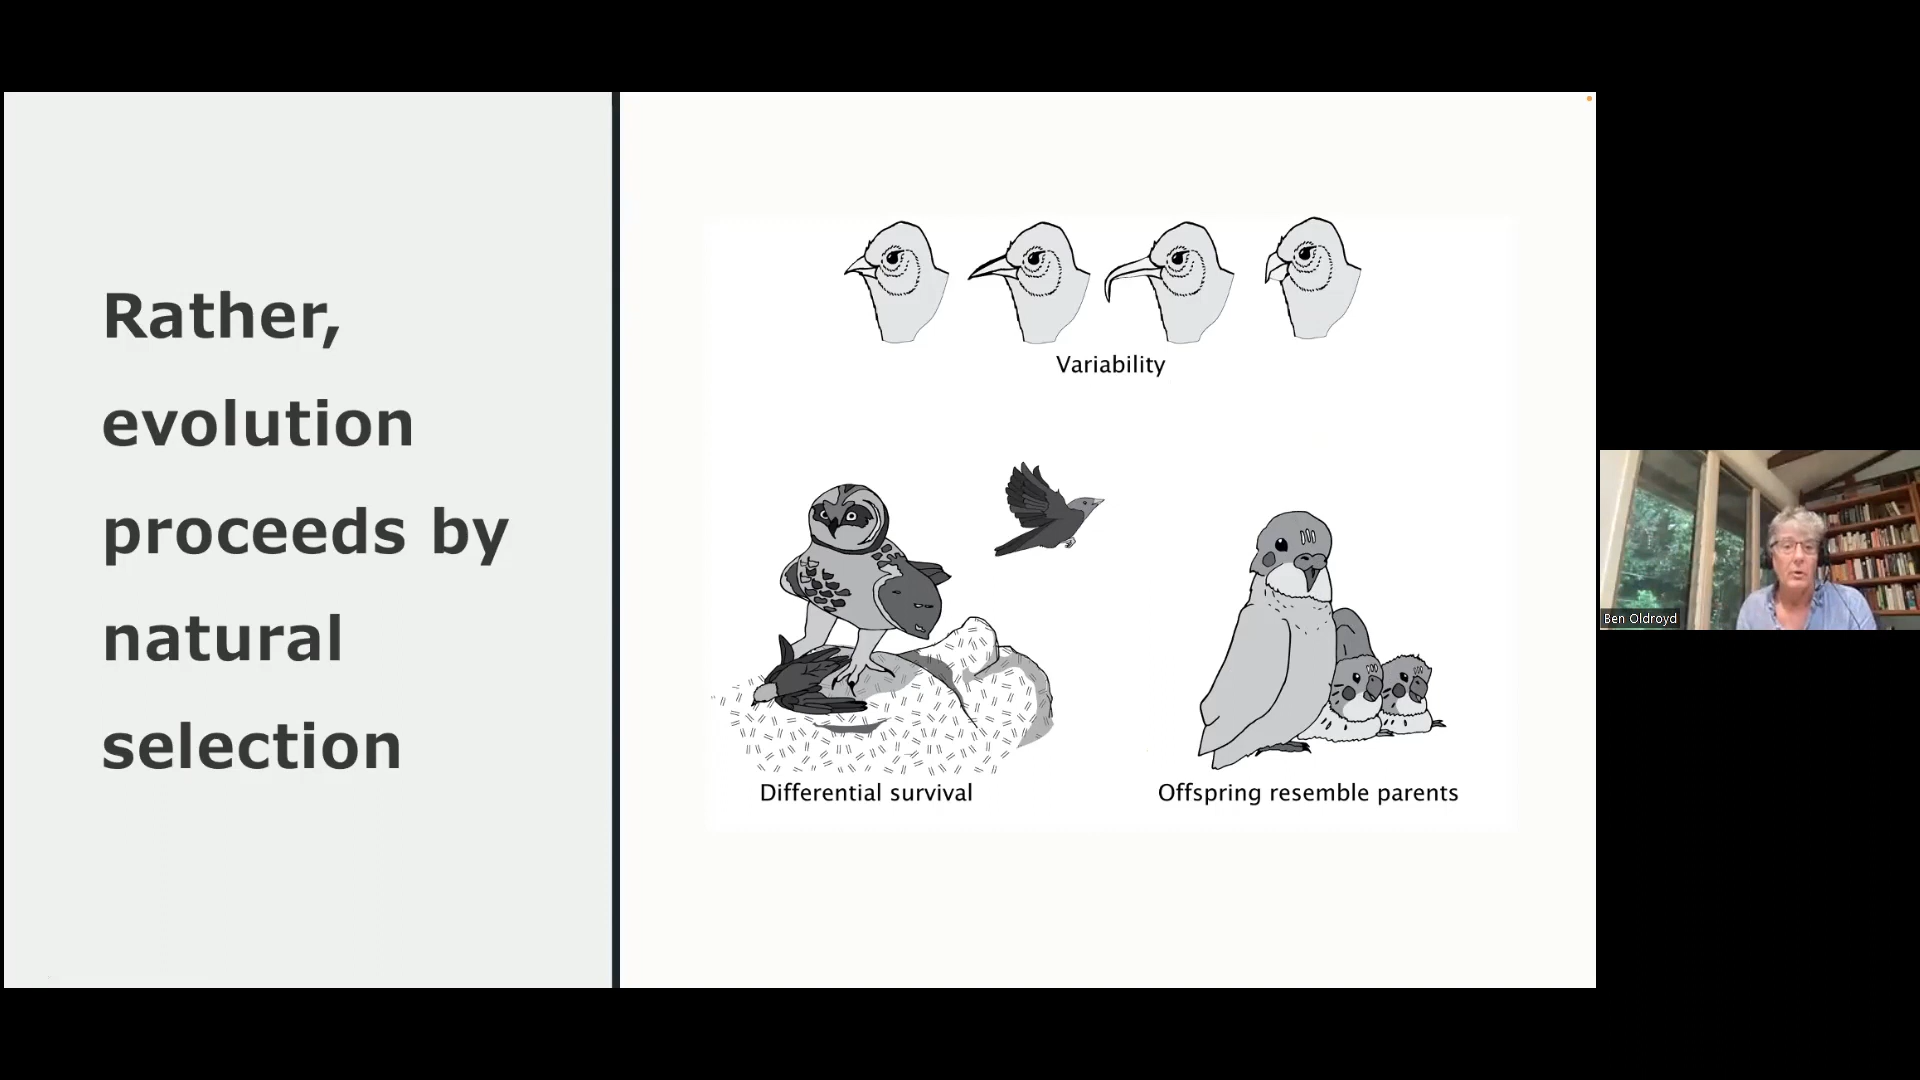 Rather,
evolution
proceeds by
natural
selection
Variability
Differential survival
Offspring resemble parents
Ben Oldroyd